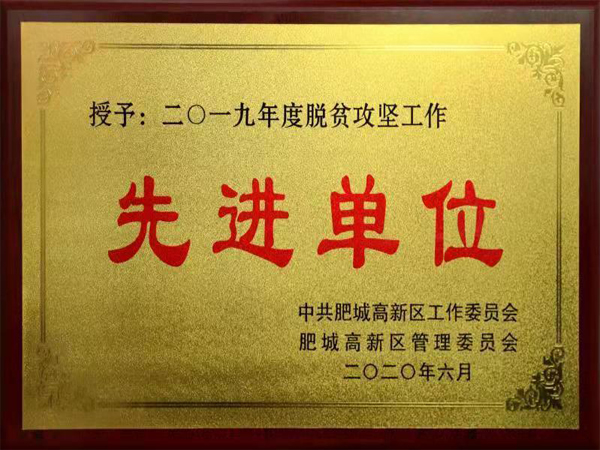 授予：二〇一九年度脱贫攻坚工作
先进单位
中共肥城高新区工作委员会
肥城高新区管理委员会
二〇二〇年六月